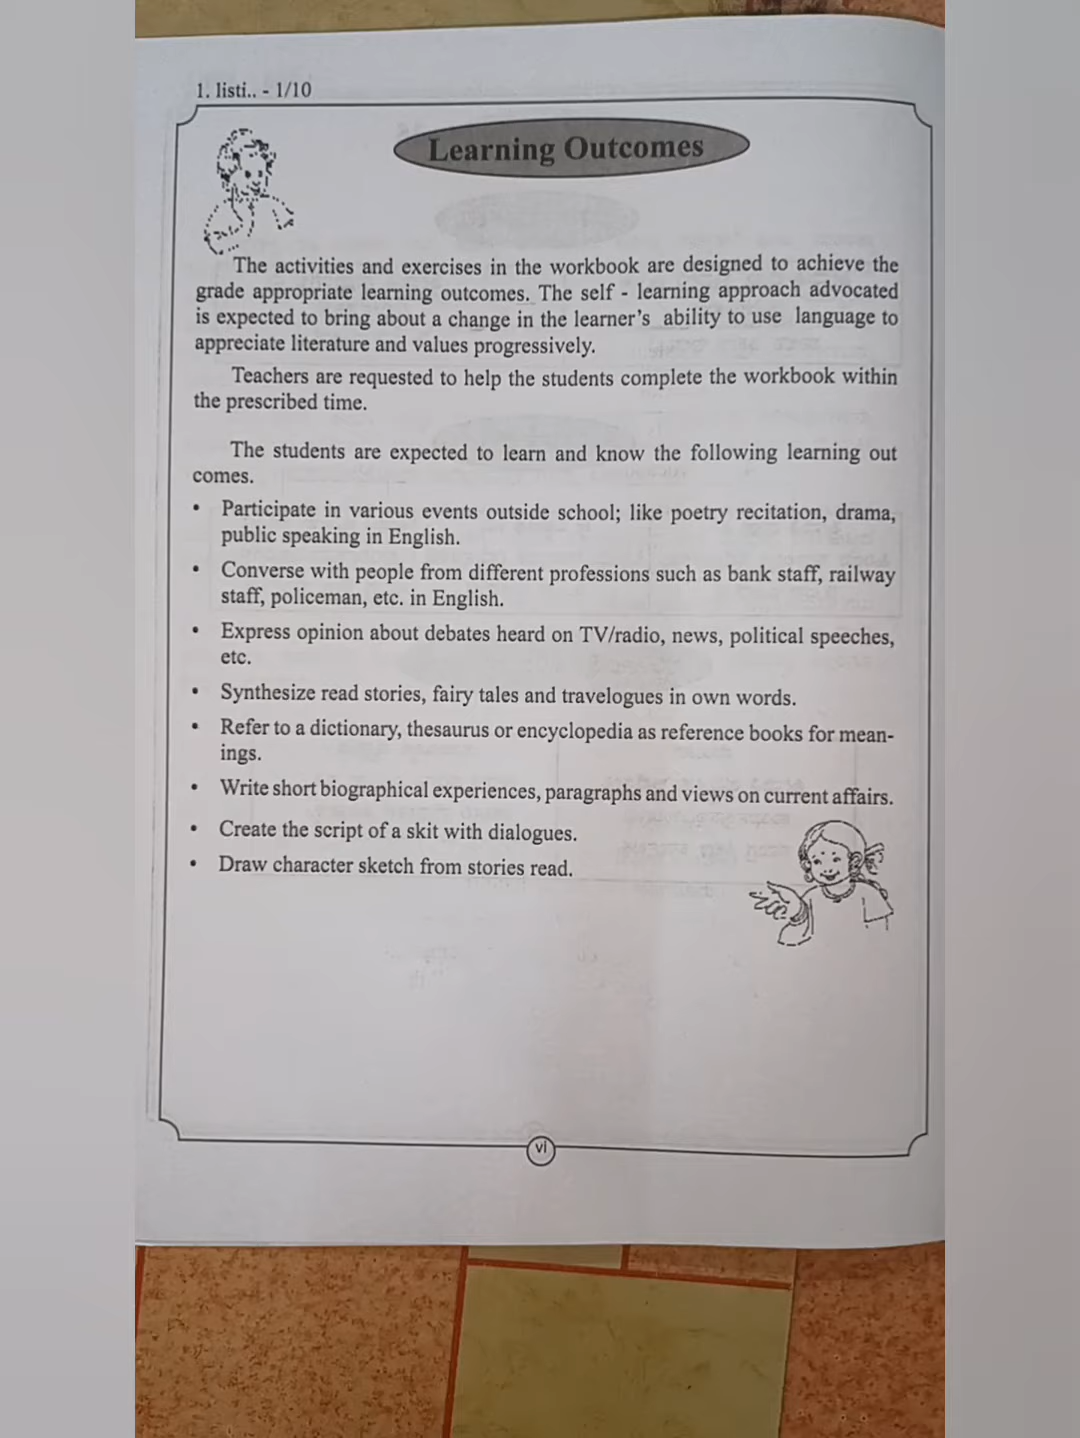 1. listi.. - 1/10
Learning Outcomes
The activities and exercises in the workbook are designed to achieve the
grade appropriate learning outcomes. The self - learning approach advocated
is expected to bring about a change in the learner's ability to use language to
appreciate literature and values progressively.
Teachers are requested to help the students complete the workbook within
the prescribed time.
The students are expected to learn and know the following learning out
comes.
• Participate in various events outside school; like poetry recitation, drama,
public speaking in English.
• Converse with people from different professions such as bank staff, railway
staff, policeman, etc. in English.
• Express opinion about debates heard on TV/radio, news, political speeches,
etc.
• Synthesize read stories, fairy tales and travelogues in own words.
• Refer to a dictionary, thesaurus or encyclopedia as reference books for mean-
ings.
• Write short biographical experiences, paragraphs and views on current affairs.
• Create the script of a skit with dialogues.
• Draw character sketch from stories read.
vi